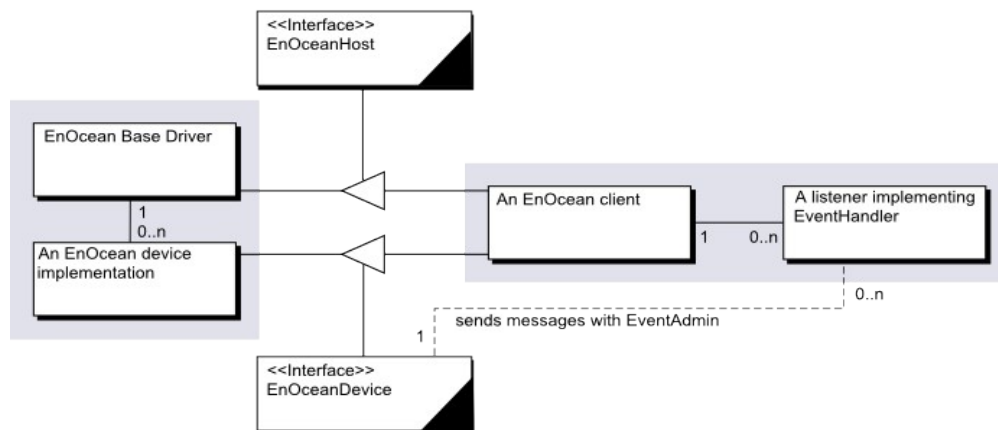 <<Interface>>
EnOceanHost
EnOcean Base Driver
1
0..n
An EnOcean device
implementation
An EnOcean client
1
0..n
A listener implementing
EventHandler
0..n
sends messages with EventAdmin
1
<<Interface>>
EnOceanDevice